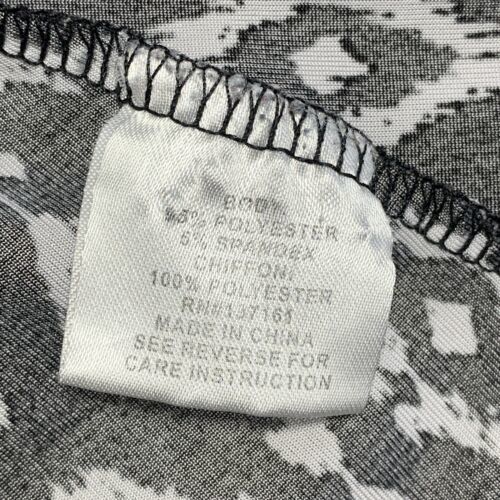 BODY
95% POLYESTER
5% SPANDEX
CHIFFON:
100% POLYESTER
RN#137161
MADE IN CHINA
SEE REVERSE FOR
CARE INSTRUCTION